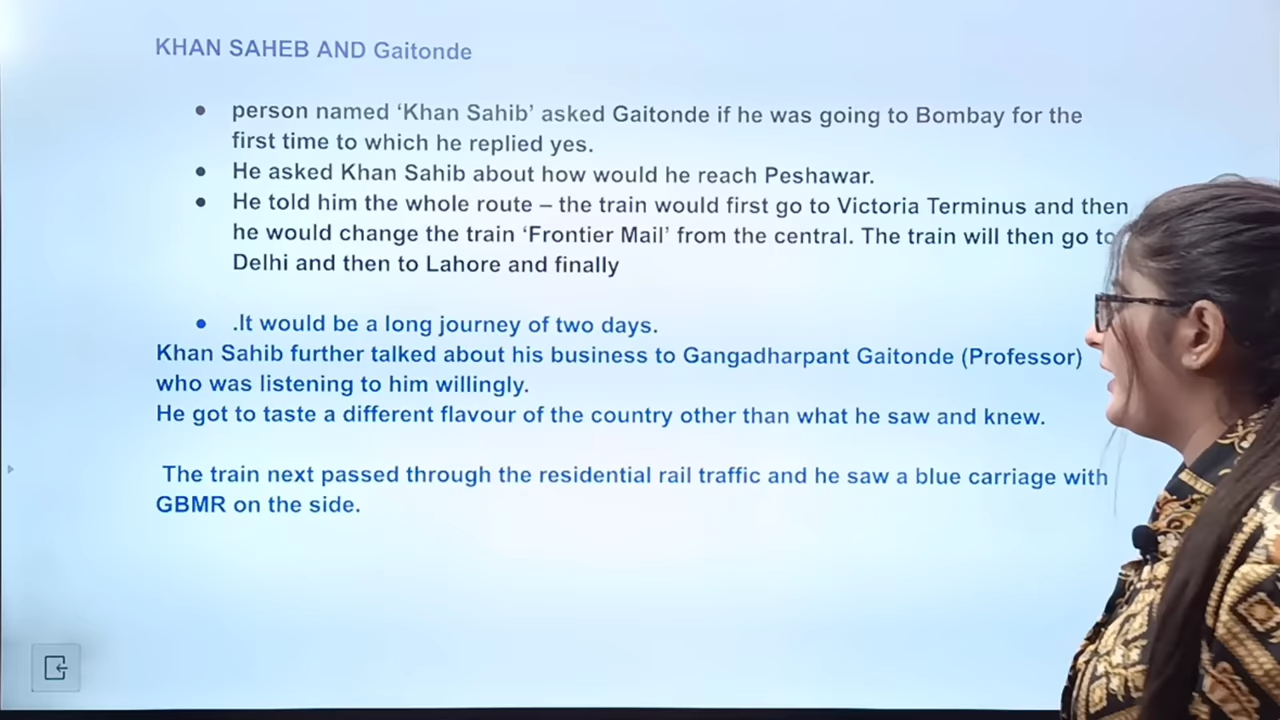 KHAN SAHEB AND Gaitonde
person named ‘Khan Sahib’ asked Gaitonde if he was going to Bombay for the
first time to which he replied yes.
He asked Khan Sahib about how would he reach Peshawar.
He told him the whole route – the train would first go to Victoria Terminus and then
he would change the train ‘Frontier Mail’ from the central. The train will then go to
Delhi and then to Lahore and finally
.It would be a long journey of two days.
Khan Sahib further talked about his business to Gangadharpant Gaitonde (Professor)
who was listening to him willingly.
He got to taste a different flavour of the country other than what he saw and knew.
The train next passed through the residential rail traffic and he saw a blue carriage with
GBMR on the side.